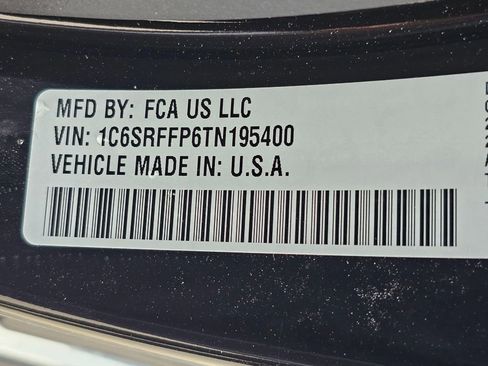 MFD BY: FCA US LLC
VIN: 1C6SRFFP6TN195400
VEHICLE MADE IN: U.S.A.